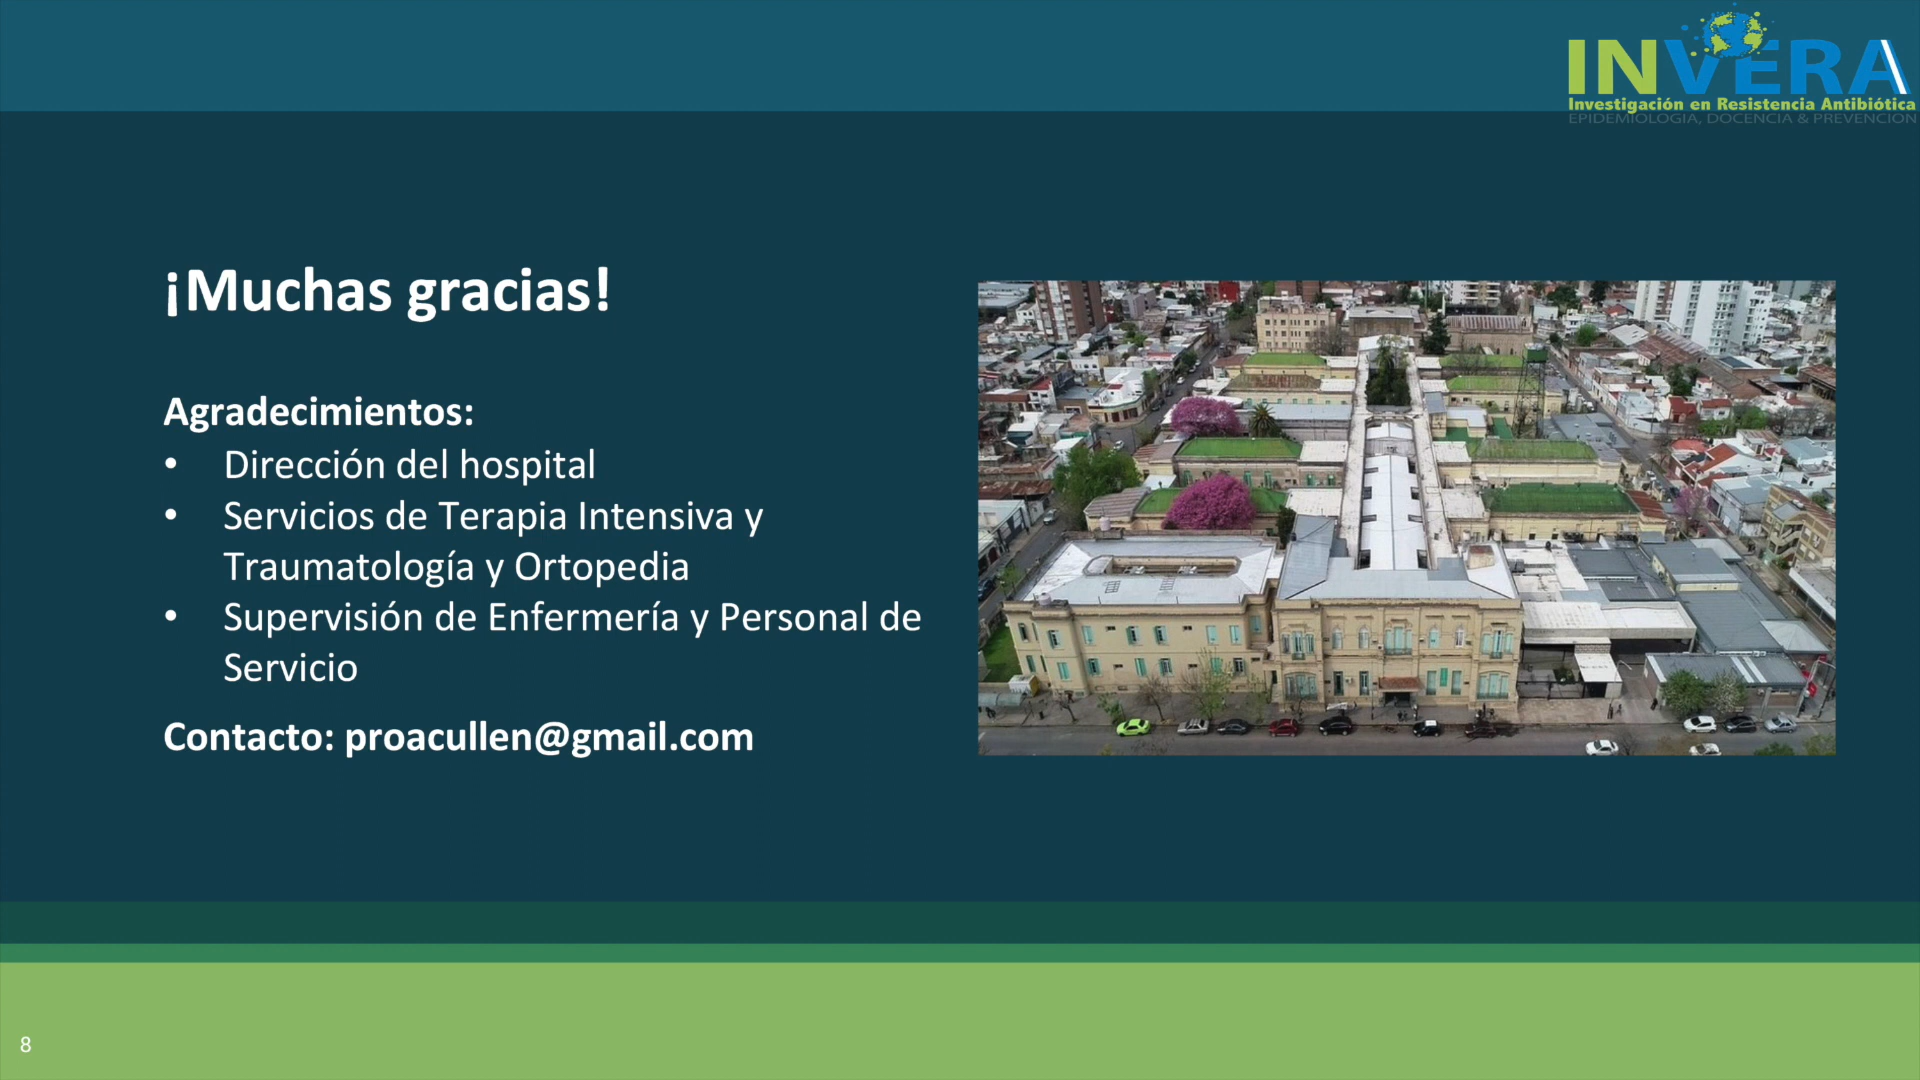 INVERA
Investigación en Resistencia Antibiótica
EPIDEMIOLOGIA, DOCENCIA & PREVENCION
¡Muchas gracias!
Agradecimientos:
• Dirección del hospital
• Servicios de Terapia Intensiva y
Traumatología y Ortopedia
• Supervisión de Enfermería y Personal de
Servicio
Contacto: proacullen@gmail.com
8